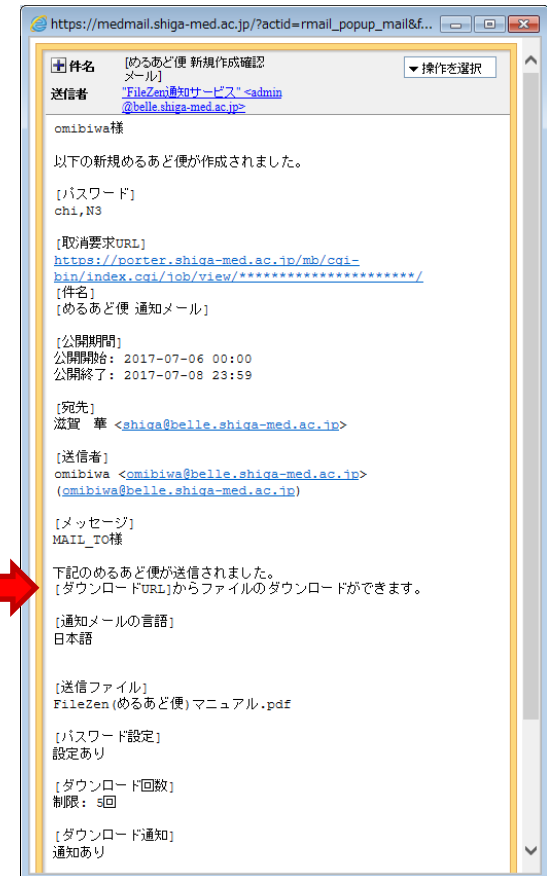 https://medmail.shiga-med.ac.jp/?actid=rmail_popup_mail&f...
件名 [めるあど便 新規作成確認
メール]
▼操作を選択
送信者 "FileZen通知サービス" <admin
@belle.shiga-med.ac.jp>
omibiwa様
以下の新規めるあど便が作成されました。
[パスワード]
chi,N3
[取消要求URL]
https://porter.shiga-med.ac.jp/mb/cgi-
bin/index.cgi/job/view/**********************/
[件名]
[めるあど便 通知メール]
[公開期間]
公開開始: 2017-07-06 00:00
公開終了: 2017-07-08 23:59
[宛先]
滋賀　華 <shiga@belle.shiga-med.ac.jp>
[送信者]
omibiwa <omibiwa@belle.shiga-med.ac.jp>
(omibiwa@belle.shiga-med.ac.jp)
[メッセージ]
MAIL_TO様
下記のめるあど便が送信されました。
[ダウンロードURL]からファイルのダウンロードができます。
[通知メールの言語]
日本語
[送信ファイル]
FileZen(めるあど便)マニュアル.pdf
[パスワード設定]
設定あり
[ダウンロード回数]
制限: 5回
[ダウンロード通知]
通知あり